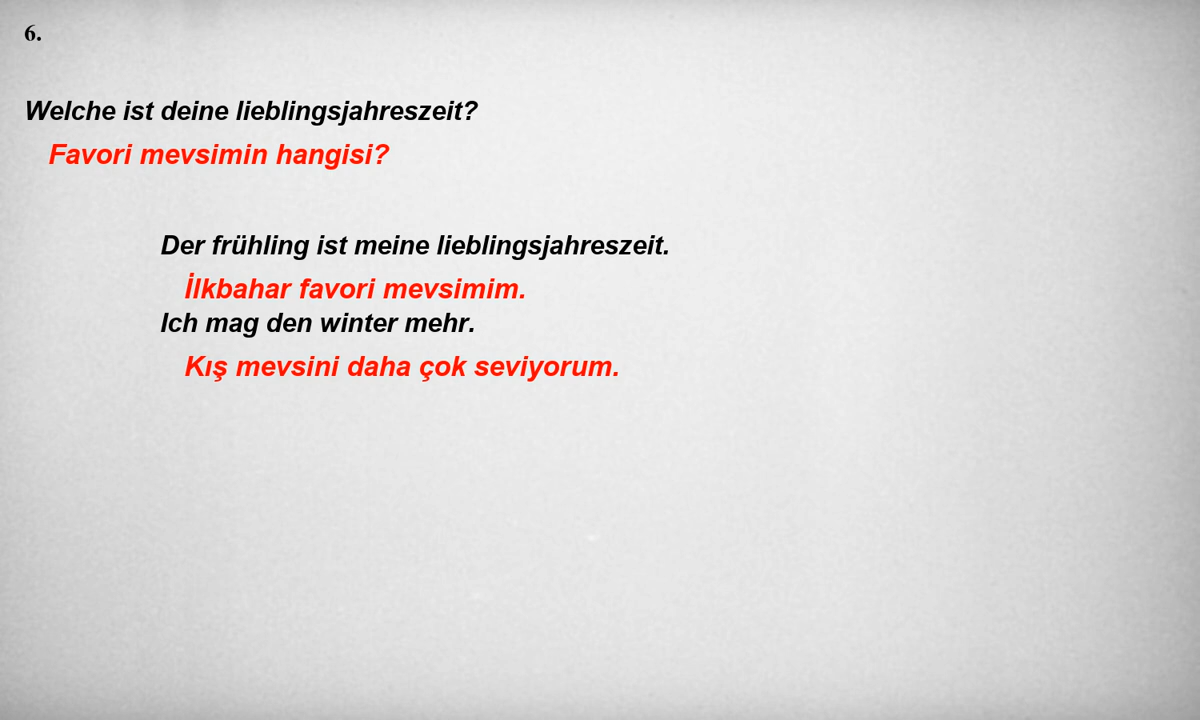 6.
Welche ist deine lieblingsjahreszeit?
Favori mevsimin hangisi?
Der frühling ist meine lieblingsjahreszeit.
İlkbahar favori mevsimim.
Ich mag den winter mehr.
Kış mevsini daha çok seviyorum.